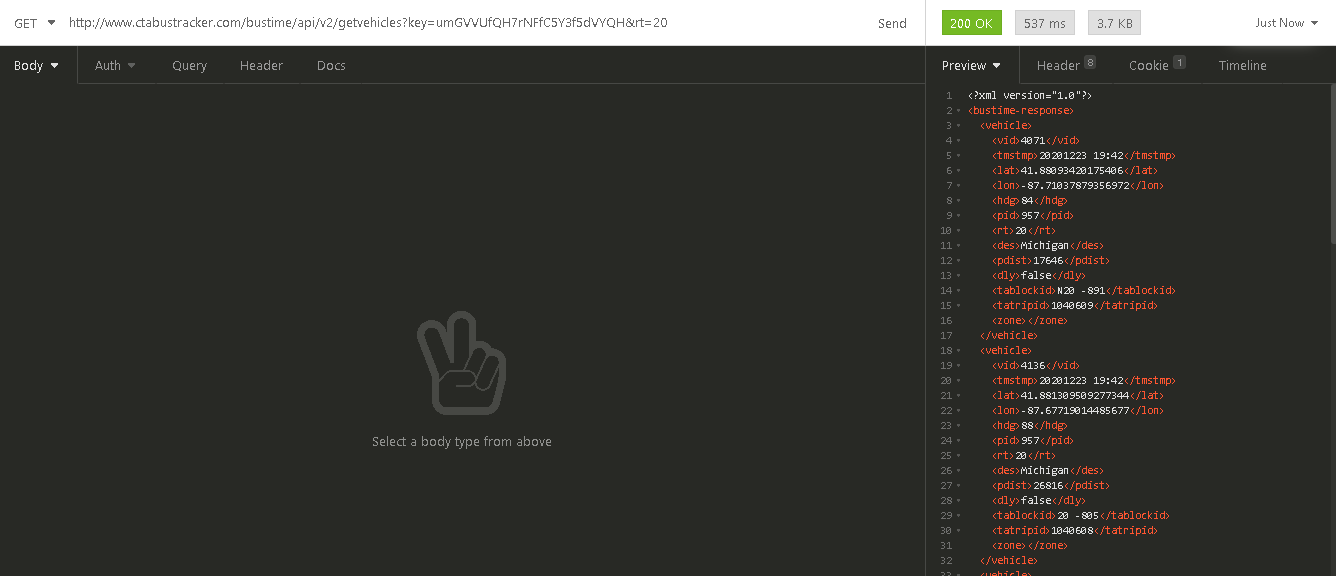 GET http://www.ctabustracker.com/bustime/api/v2/getvehicles?key=umGVVUfQH7rNFfC5Y3f5dVYQH&rt=20 Send 200 OK 537 ms 3.7 KB Just Now
Body Auth Query Header Docs
Preview Header 8 Cookie 1 Timeline
1 <?xml version="1.0"?>
2 <bustime-response>
3 <vehicle>
4 <vid>4071</vid>
5 <tmstmp>20201223 19:42</tmstmp>
6 <lat>41.88093420175406</lat>
7 <lon>-87.71037879356972</lon>
8 <hdg>84</hdg>
9 <pid>957</pid>
10 <rt>20</rt>
11 <des>Michigan</des>
12 <pdist>17646</pdist>
13 <dly>false</dly>
14 <tablockid>N20 -891</tablockid>
15 <tatripid>1040609</tatripid>
16 <zone></zone>
17 </vehicle>
18 <vehicle>
19 <vid>4136</vid>
20 <tmstmp>20201223 19:42</tmstmp>
21 <lat>41.881309509277344</lat>
22 <lon>-87.67719014485677</lon>
23 <hdg>88</hdg>
24 <pid>957</pid>
25 <rt>20</rt>
26 <des>Michigan</des>
27 <pdist>26816</pdist>
28 <dly>false</dly>
29 <tablockid>20 -805</tablockid>
30 <tatripid>1040608</tatripid>
31 <zone></zone>
32 </vehicle>
33 <vehicle>
Select a body type from above